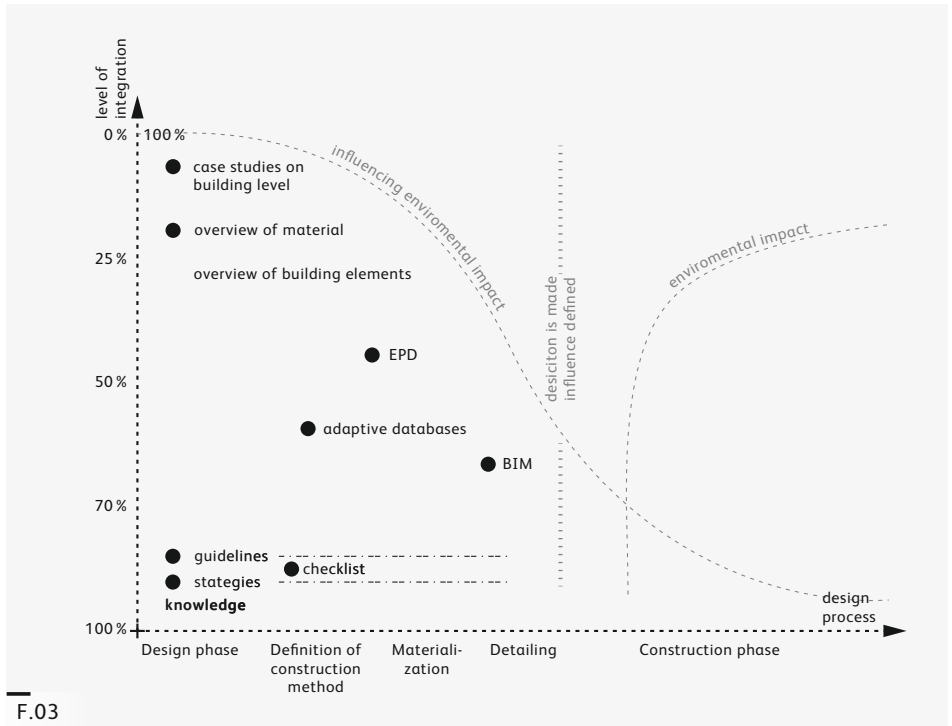 level of
integration
0 %
100 %
case studies on
building level
overview of material
25 %
overview of building elements
influencing enviromental impact
enviromental impact
desiciton is made
influence defined
EPD
50 %
adaptive databases
BIM
70 %
guidelines
checklist
stategies
knowledge
100 %
design
process
Design phase
Definition of
construction
method
Materiali-
zation
Detailing
Construction phase
F.03